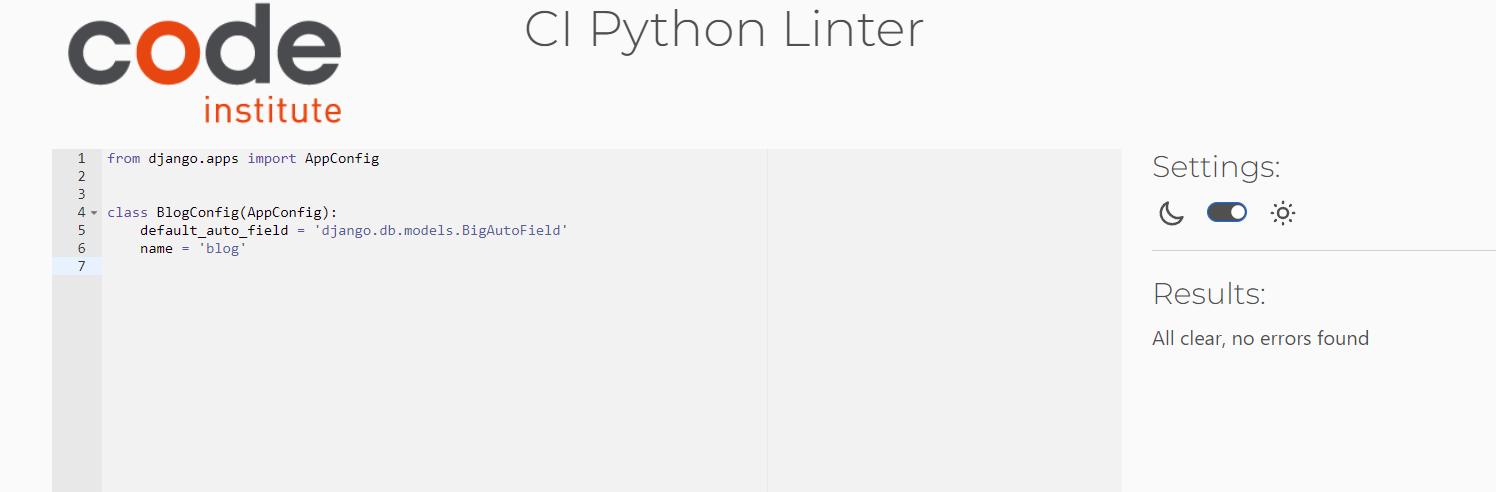 code
institute
CI Python Linter
1 from django.apps import AppConfig
2
3
4 class BlogConfig(AppConfig):
5     default_auto_field = 'django.db.models.BigAutoField'
6     name = 'blog'
7
Settings:
Results:
All clear, no errors found